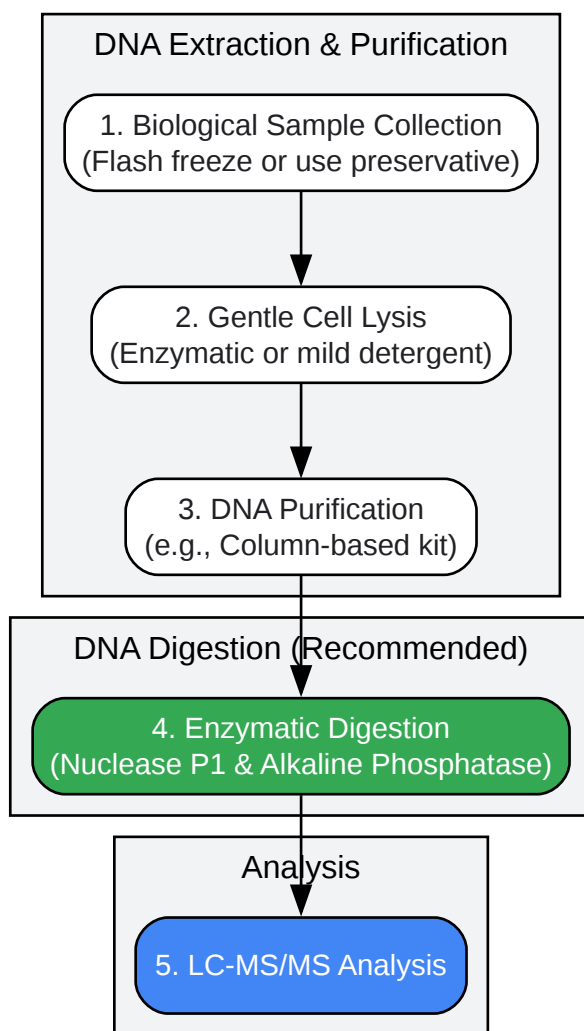 DNA Extraction & Purification
1. Biological Sample Collection
(Flash freeze or use preservative)
2. Gentle Cell Lysis
(Enzymatic or mild detergent)
3. DNA Purification
(e.g., Column-based kit)
DNA Digestion (Recommended)
4. Enzymatic Digestion
(Nuclease P1 & Alkaline Phosphatase)
Analysis
5. LC-MS/MS Analysis